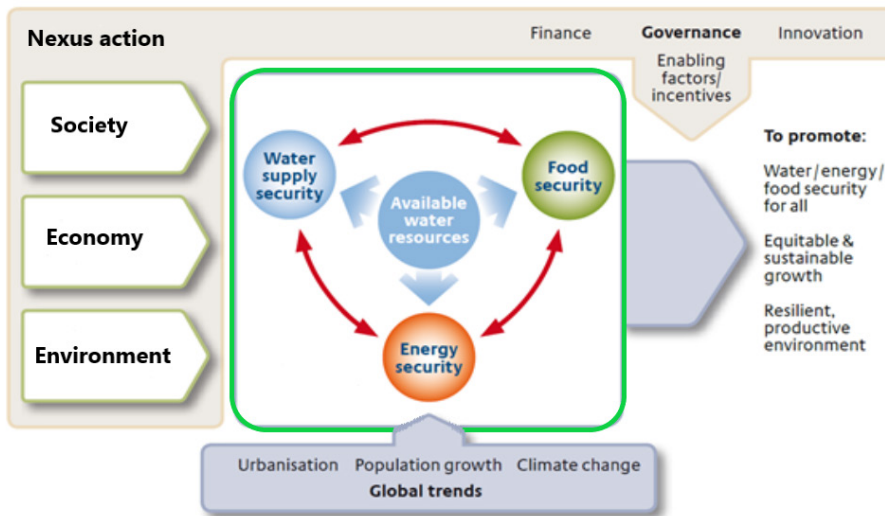 Nexus action
Finance
Governance
Innovation
Enabling
factors/
incentives
Society
Economy
Environment
Water
supply
security
Food
security
Available
water
resources
Energy
security
To promote:
Water/energy/
food security
for all
Equitable &
sustainable
growth
Resilient,
productive
environment
Urbanisation
Population growth
Climate change
Global trends